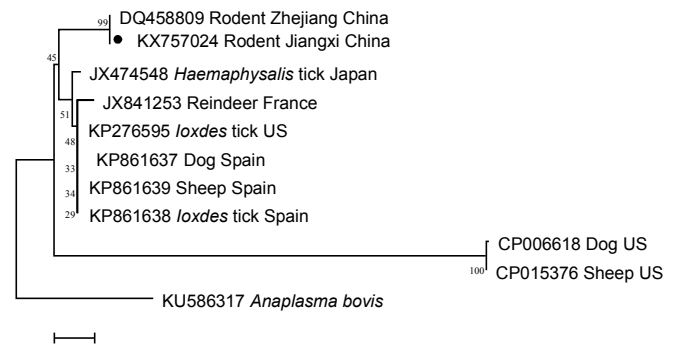 99
DQ458809 Rodent Zhejiang China
KX757024 Rodent Jiangxi China
45
JX474548 Haemaphysalis tick Japan
51
JX841253 Reindeer France
KP276595 loxdes tick US
48
KP861637 Dog Spain
33
KP861639 Sheep Spain
34
KP861638 loxdes tick Spain
29
CP006618 Dog US
100
CP015376 Sheep US
KU586317 Anaplasma bovis